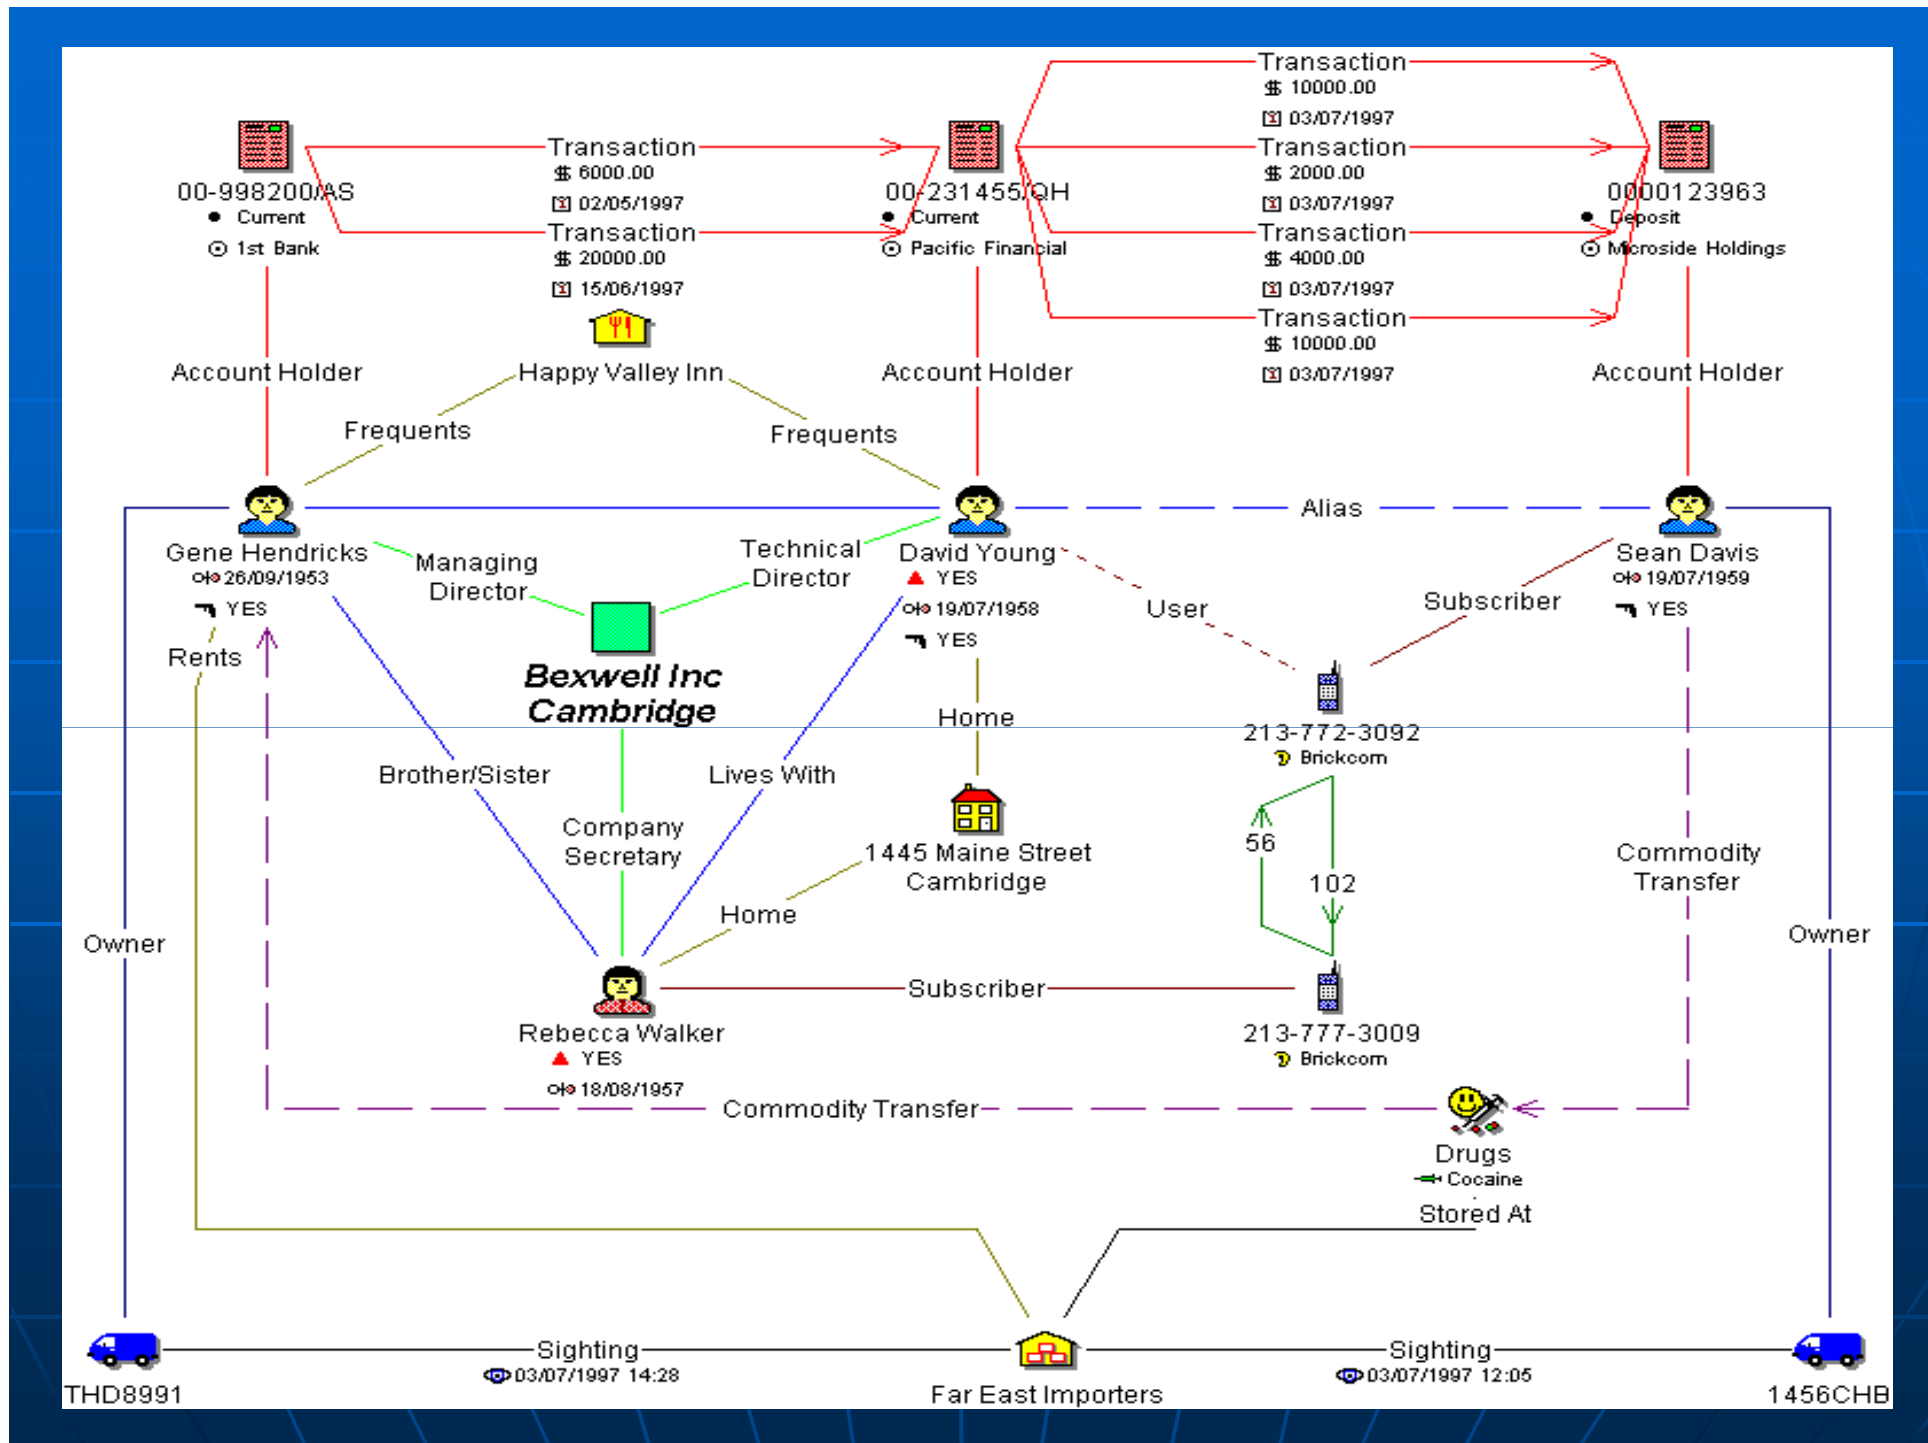 Transaction
$ 10000.00
03/07/1997
Transaction
$ 6000.00
02/05/1997
Transaction
$ 2000.00
03/07/1997
00-998200/AS
Current
1st Bank
00-231455/QH
Current
Pacific Financial
0000123963
Deposit
Microside Holdings
Transaction
$ 20000.00
15/06/1997
Transaction
$ 4000.00
03/07/1997
Transaction
$ 10000.00
03/07/1997
Account Holder
Happy Valley Inn
Account Holder
Account Holder
Frequents
Frequents
Alias
Gene Hendricks
26/09/1953
YES
Managing
Director
Technical
Director
David Young
YES
19/07/1958
YES
Sean Davis
19/07/1959
YES
User
Subscriber
Rents
Bexwell Inc
Cambridge
Home
213-772-3092
Brickcom
Brother/Sister
Lives With
Company
Secretary
1445 Maine Street
Cambridge
56
102
Commodity
Transfer
Home
Owner
Owner
Subscriber
Rebecca Walker
YES
18/08/1957
213-777-3009
Brickcom
Commodity Transfer
Drugs
Cocaine
Stored At
Sighting
03/07/1997 14:28
Sighting
03/07/1997 12:05
THD8991
Far East Importers
1456CHB